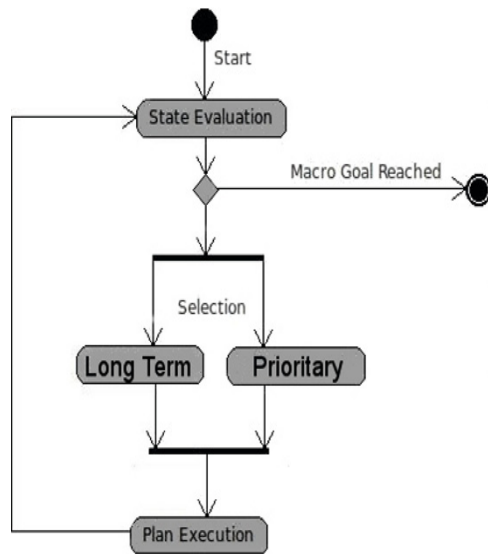 Start
State Evaluation
Macro Goal Reached
Selection
Long Term
Prioritary
Plan Execution